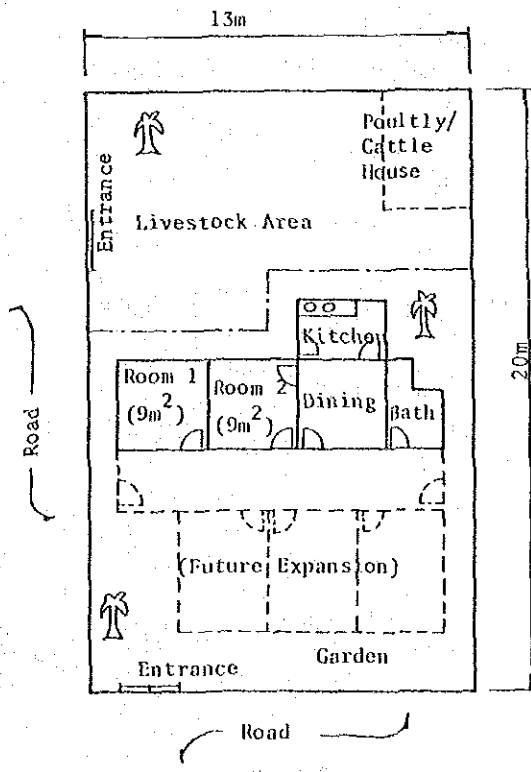 13m
Poultly/
Cattle
House
Entrance
Livestock Area
Kitchen
20m
Room 1
(9m²)
Room 2
(9m²)
Dining
Bath
Road
(Future Expansion)
Garden
Entrance
Road